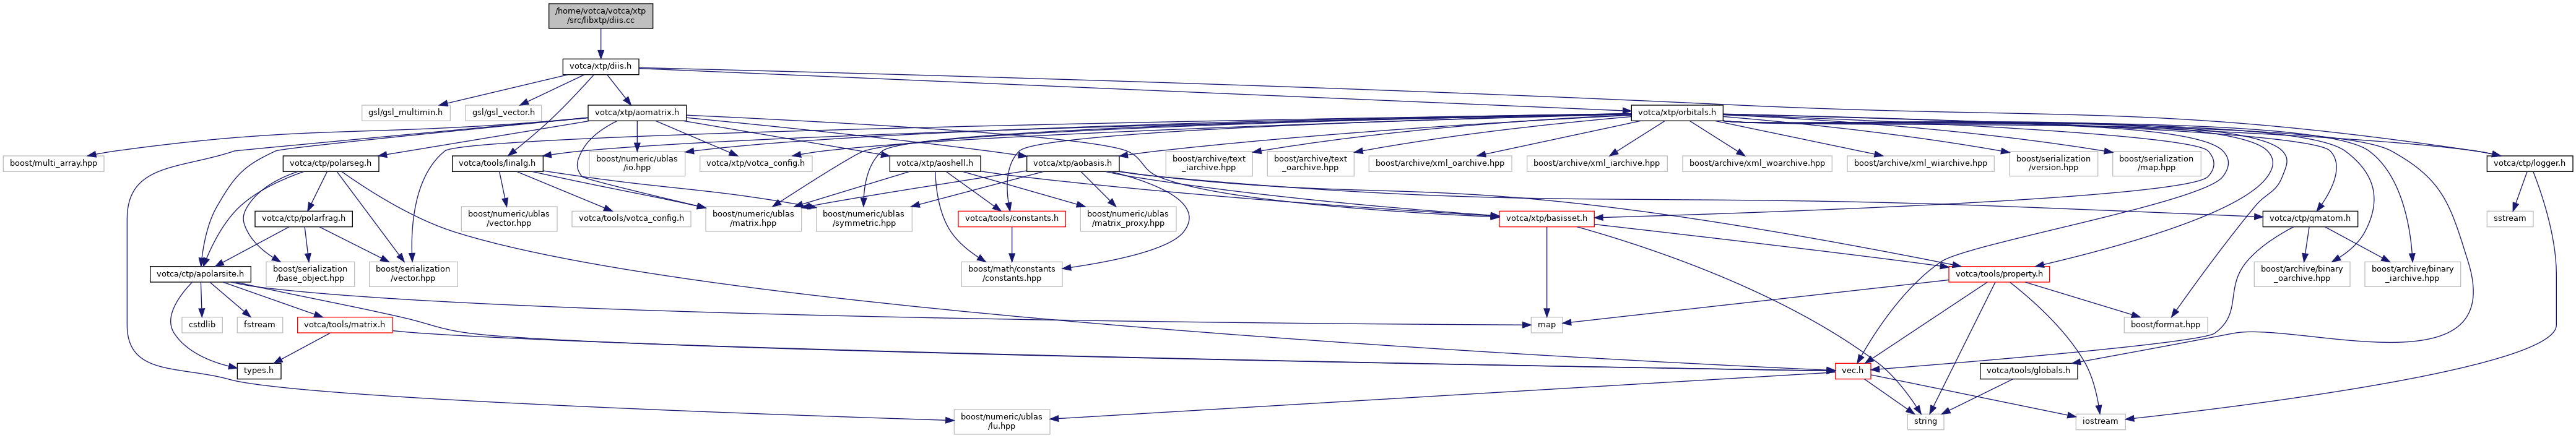 /home/votca/votca/xtp
/src/libxtp/diis.cc
votca/xtp/diis.h
gsl/gsl_multimin.h
gsl/gsl_vector.h
votca/xtp/aomatrix.h
votca/xtp/orbitals.h
boost/multi_array.hpp
votca/ctp/polarseg.h
votca/tools/linalg.h
boost/numeric/ublas
/io.hpp
votca/xtp/votca_config.h
votca/xtp/aoshell.h
votca/xtp/aobasis.h
boost/archive/text
_iarchive.hpp
boost/archive/text
_oarchive.hpp
boost/archive/xml_oarchive.hpp
boost/archive/xml_iarchive.hpp
boost/archive/xml_woarchive.hpp
boost/archive/xml_wiarchive.hpp
boost/serialization
/version.hpp
boost/serialization
/map.hpp
votca/ctp/logger.h
votca/ctp/polarfrag.h
boost/numeric/ublas
/vector.hpp
votca/tools/votca_config.h
boost/numeric/ublas
/matrix.hpp
boost/numeric/ublas
/symmetric.hpp
votca/tools/constants.h
boost/numeric/ublas
/matrix_proxy.hpp
votca/xtp/basisset.h
votca/ctp/qmatom.h
sstream
votca/ctp/apolarsite.h
boost/serialization
/base_object.hpp
boost/serialization
/vector.hpp
boost/math/constants
/constants.hpp
votca/tools/property.h
boost/archive/binary
_oarchive.hpp
boost/archive/binary
_iarchive.hpp
cstdlib
fstream
votca/tools/matrix.h
map
boost/format.hpp
types.h
vec.h
votca/tools/globals.h
boost/numeric/ublas
/lu.hpp
string
iostream